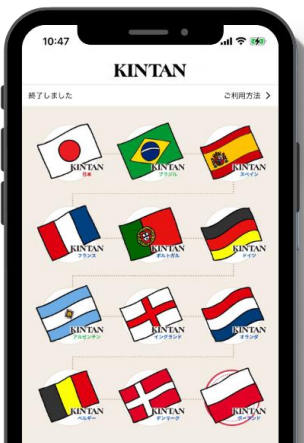 10:47
KINTAN
終了しました
ご利用方法 >
KINTAN
日本
KINTAN
ブラジル
KINTAN
スペイン
KINTAN
フランス
KINTAN
ポルトガル
KINTAN
ドイツ
KINTAN
アルゼンチン
KINTAN
イングランド
KINTAN
オランダ
KINTAN
ベルギー
KINTAN
デンマーク
KINTAN
ポーランド